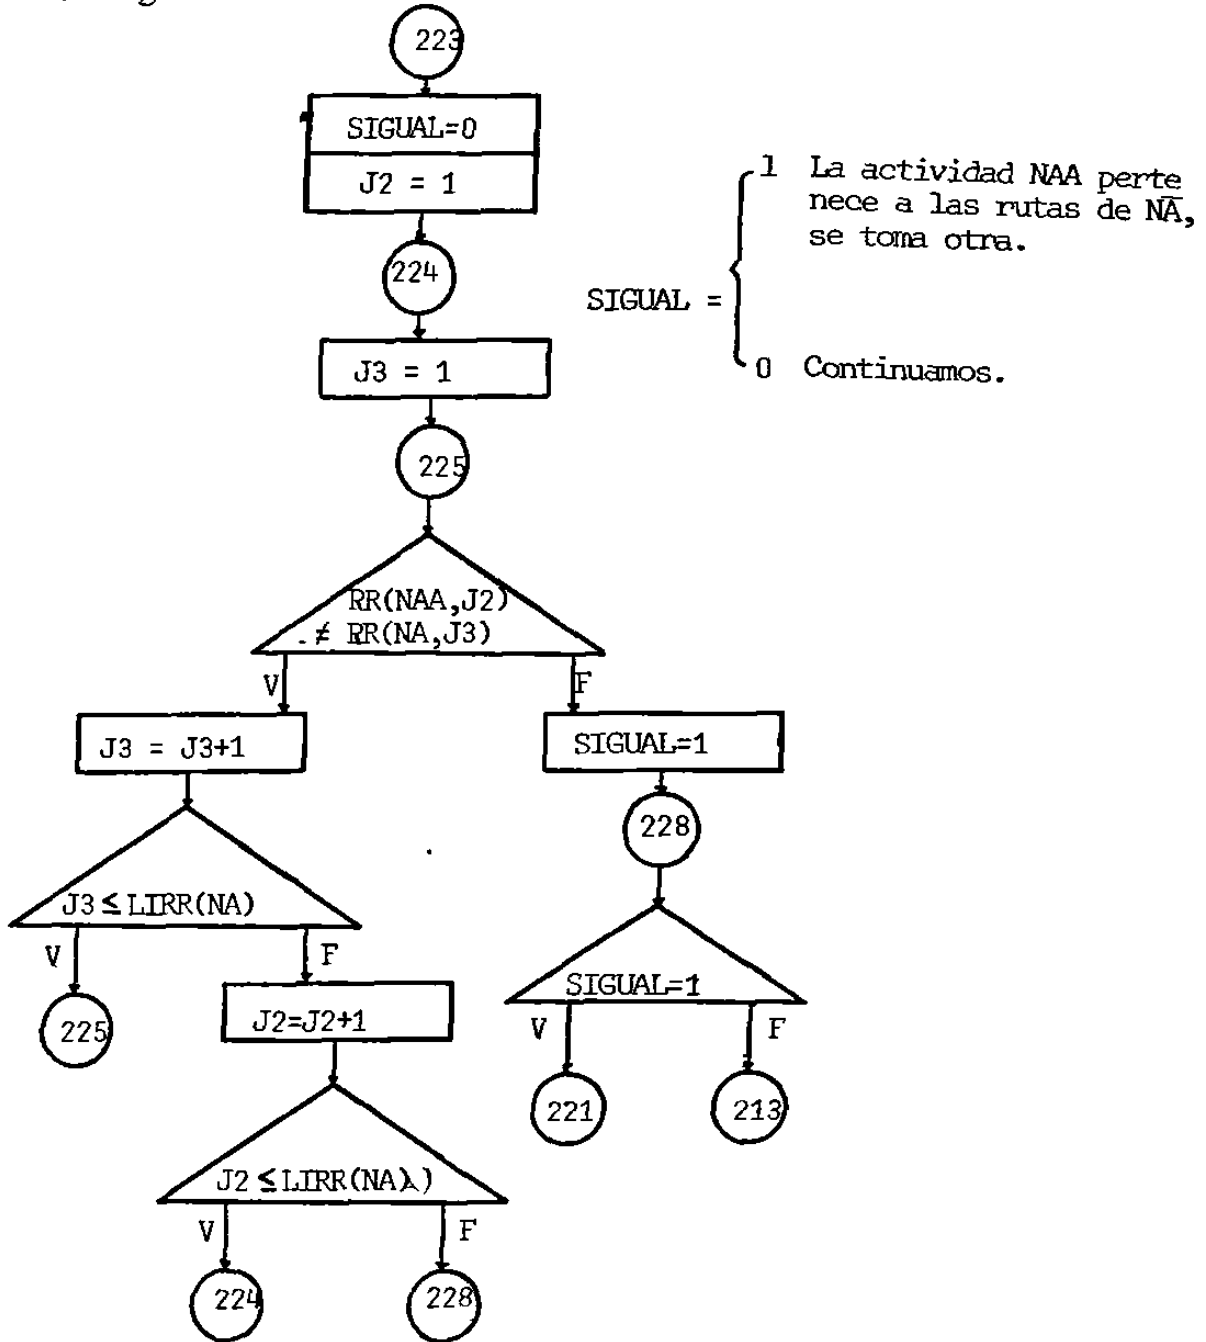 223
SIGUAL=0
J2 = 1
224
J3 = 1
225
SIGUAL =
1 La actividad NAA perte
nece a las rutas de NA,
se toma otra.
0 Continuamos.
RR(NAA,J2)
≠ RR(NA,J3)
V
F
J3 = J3+1
SIGUAL=1
228
J3 ≤ LIRR(NA)
SIGUAL=1
V
F
V
F
225
J2=J2+1
221
213
J2 ≤ LIRR(NAA)
V
F
224
228